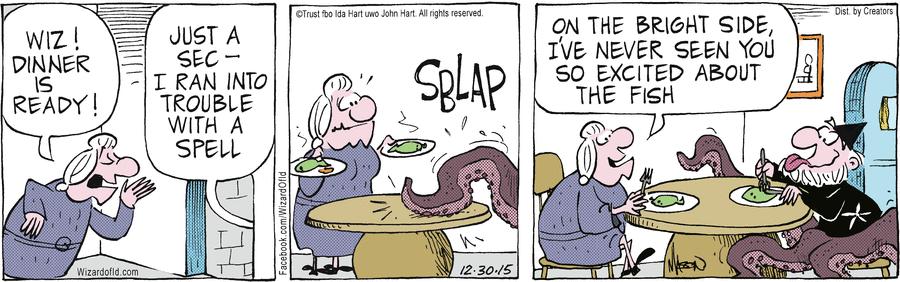 WIZ!
DINNER
IS
READY!
JUST A
SEC—
I RAN INTO
TROUBLE
WITH A
SPELL
Wizardofid.com
©Trust fbo Ida Hart uwo John Hart. All rights reserved.
SBLAP
Facebook.com/WizardOfId
12·30·15
Dist. by Creators
ON THE BRIGHT SIDE,
I'VE NEVER SEEN YOU
SO EXCITED ABOUT
THE FISH
MASON